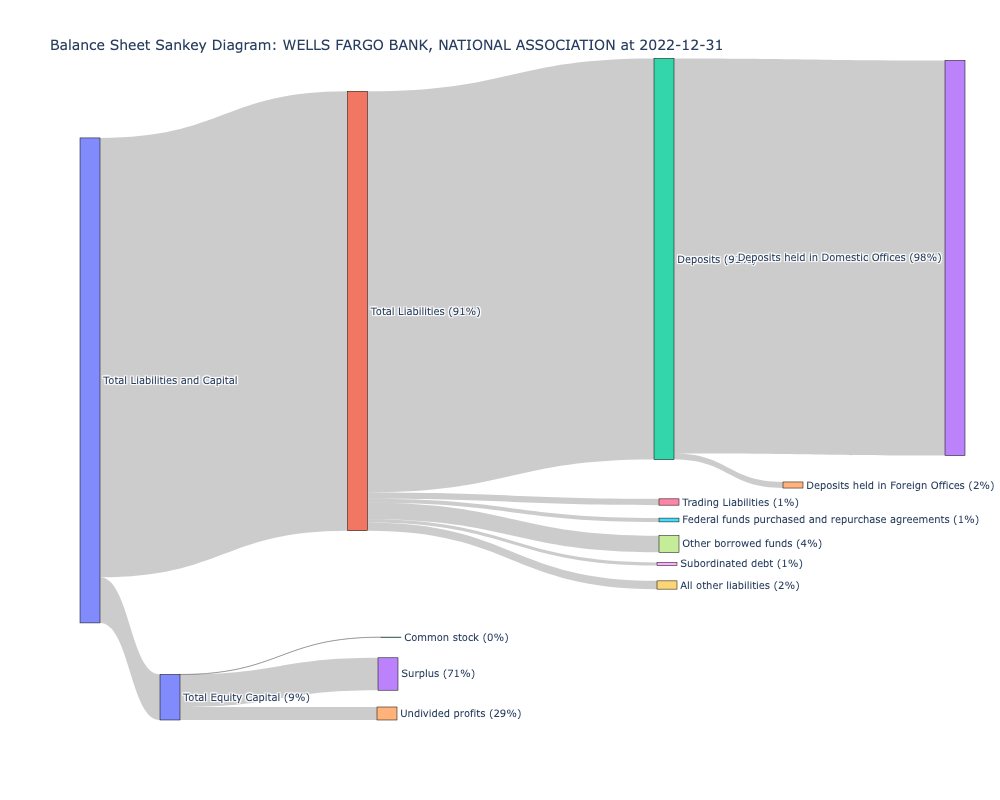 Balance Sheet Sankey Diagram: WELLS FARGO BANK, NATIONAL ASSOCIATION at 2022-12-31
Deposits
Deposits held in Domestic Offices (98%)
Total Liabilities (91%)
Total Liabilities and Capital
Deposits held in Foreign Offices (2%)
Trading Liabilities (1%)
Federal funds purchased and repurchase agreements (1%)
Other borrowed funds (4%)
Subordinated debt (1%)
All other liabilities (2%)
Common stock (0%)
Surplus (71%)
Total Equity Capital (9%)
Undivided profits (29%)